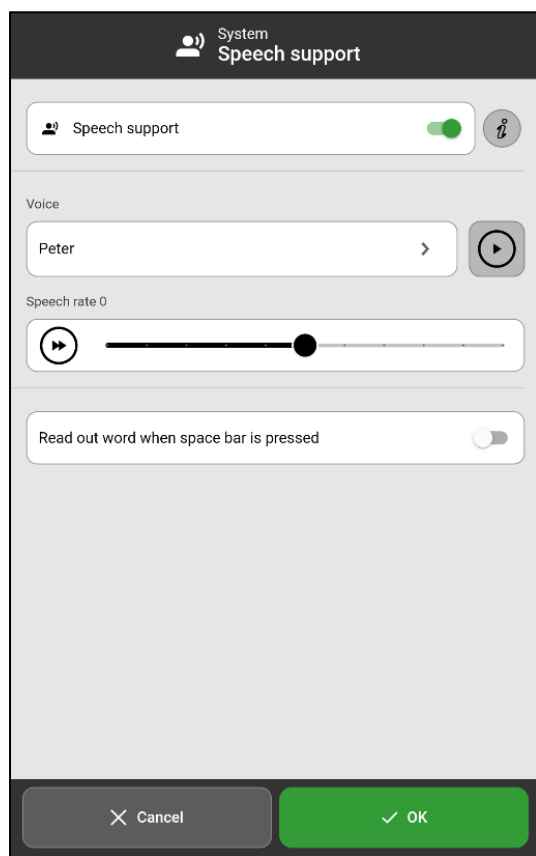 System
Speech support
Speech support
Voice
Peter
Speech rate 0
Read out word when space bar is pressed
Cancel
OK